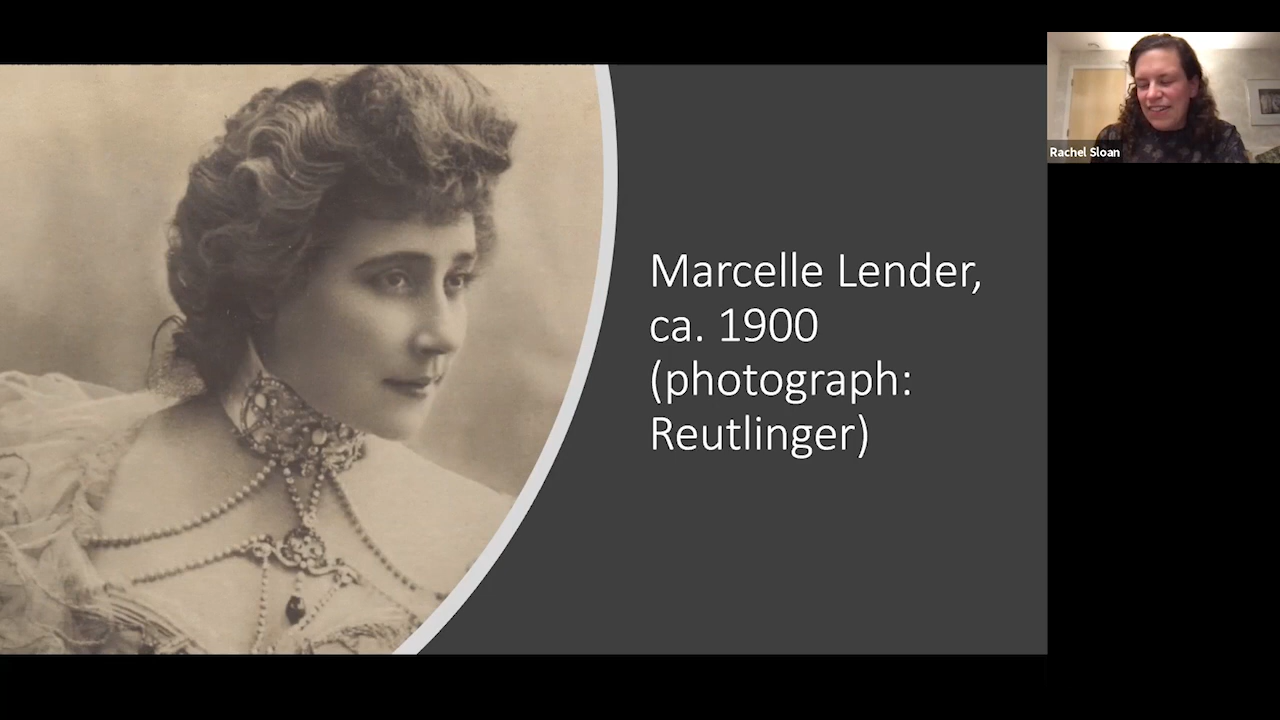 Marcelle Lender,
ca. 1900
(photograph:
Reutlinger)
Rachel Sloan